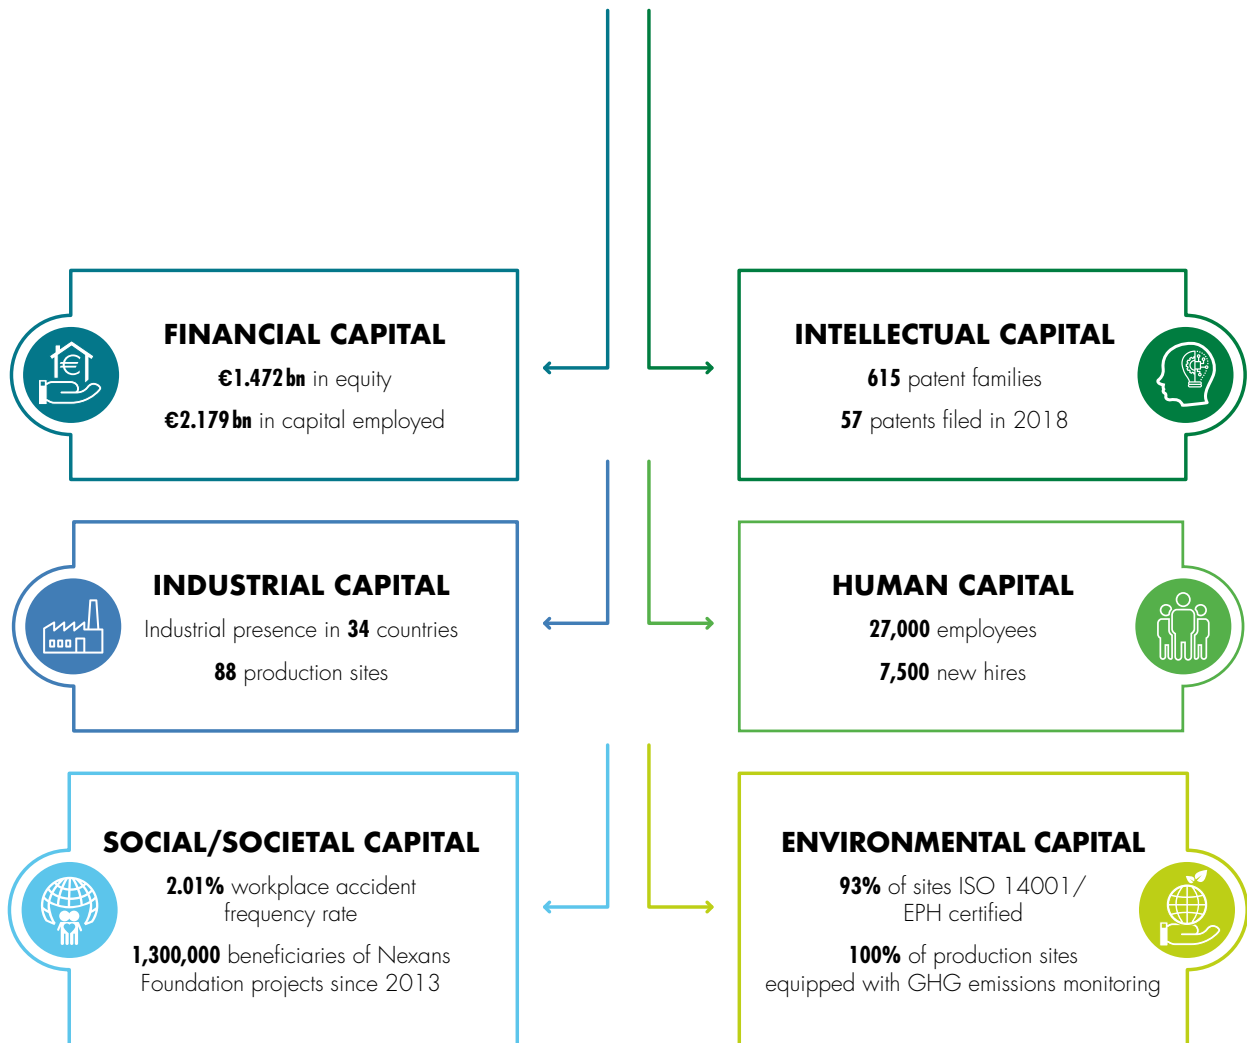 FINANCIAL CAPITAL
€1.472 bn in equity
€2.179 bn in capital employed
INTELLECTUAL CAPITAL
615 patent families
57 patents filed in 2018
INDUSTRIAL CAPITAL
Industrial presence in 34 countries
88 production sites
HUMAN CAPITAL
27,000 employees
7,500 new hires
SOCIAL/SOCIETAL CAPITAL
2.01% workplace accident
frequency rate
1,300,000 beneficiaries of Nexans
Foundation projects since 2013
ENVIRONMENTAL CAPITAL
93% of sites ISO 14001/
EPH certified
100% of production sites
equipped with GHG emissions monitoring